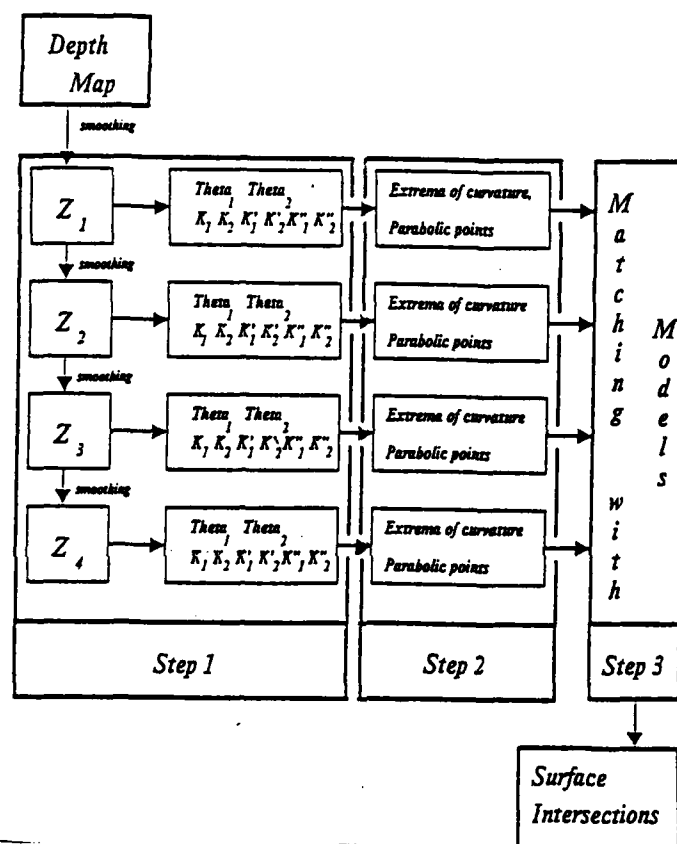 Depth
Map
smoothing
Z1
Theta1 Theta2
K1 K2 K'1 K'2 K"1 K"2
Extrema of curvature,
Parabolic points
smoothing
Z2
Theta1 Theta2
K1 K2 K'1 K'2 K"1 K"2
Extrema of curvature
Parabolic points
smoothing
Z3
Theta1 Theta2
K1 K2 K'1 K'2 K"1 K"2
Extrema of curvature
Parabolic points
smoothing
Z4
Theta1 Theta2
K1 K2 K'1 K'2 K"1 K"2
Extrema of curvature
Parabolic points
Matching with
Models
Step 1
Step 2
Step 3
Surface
Intersections